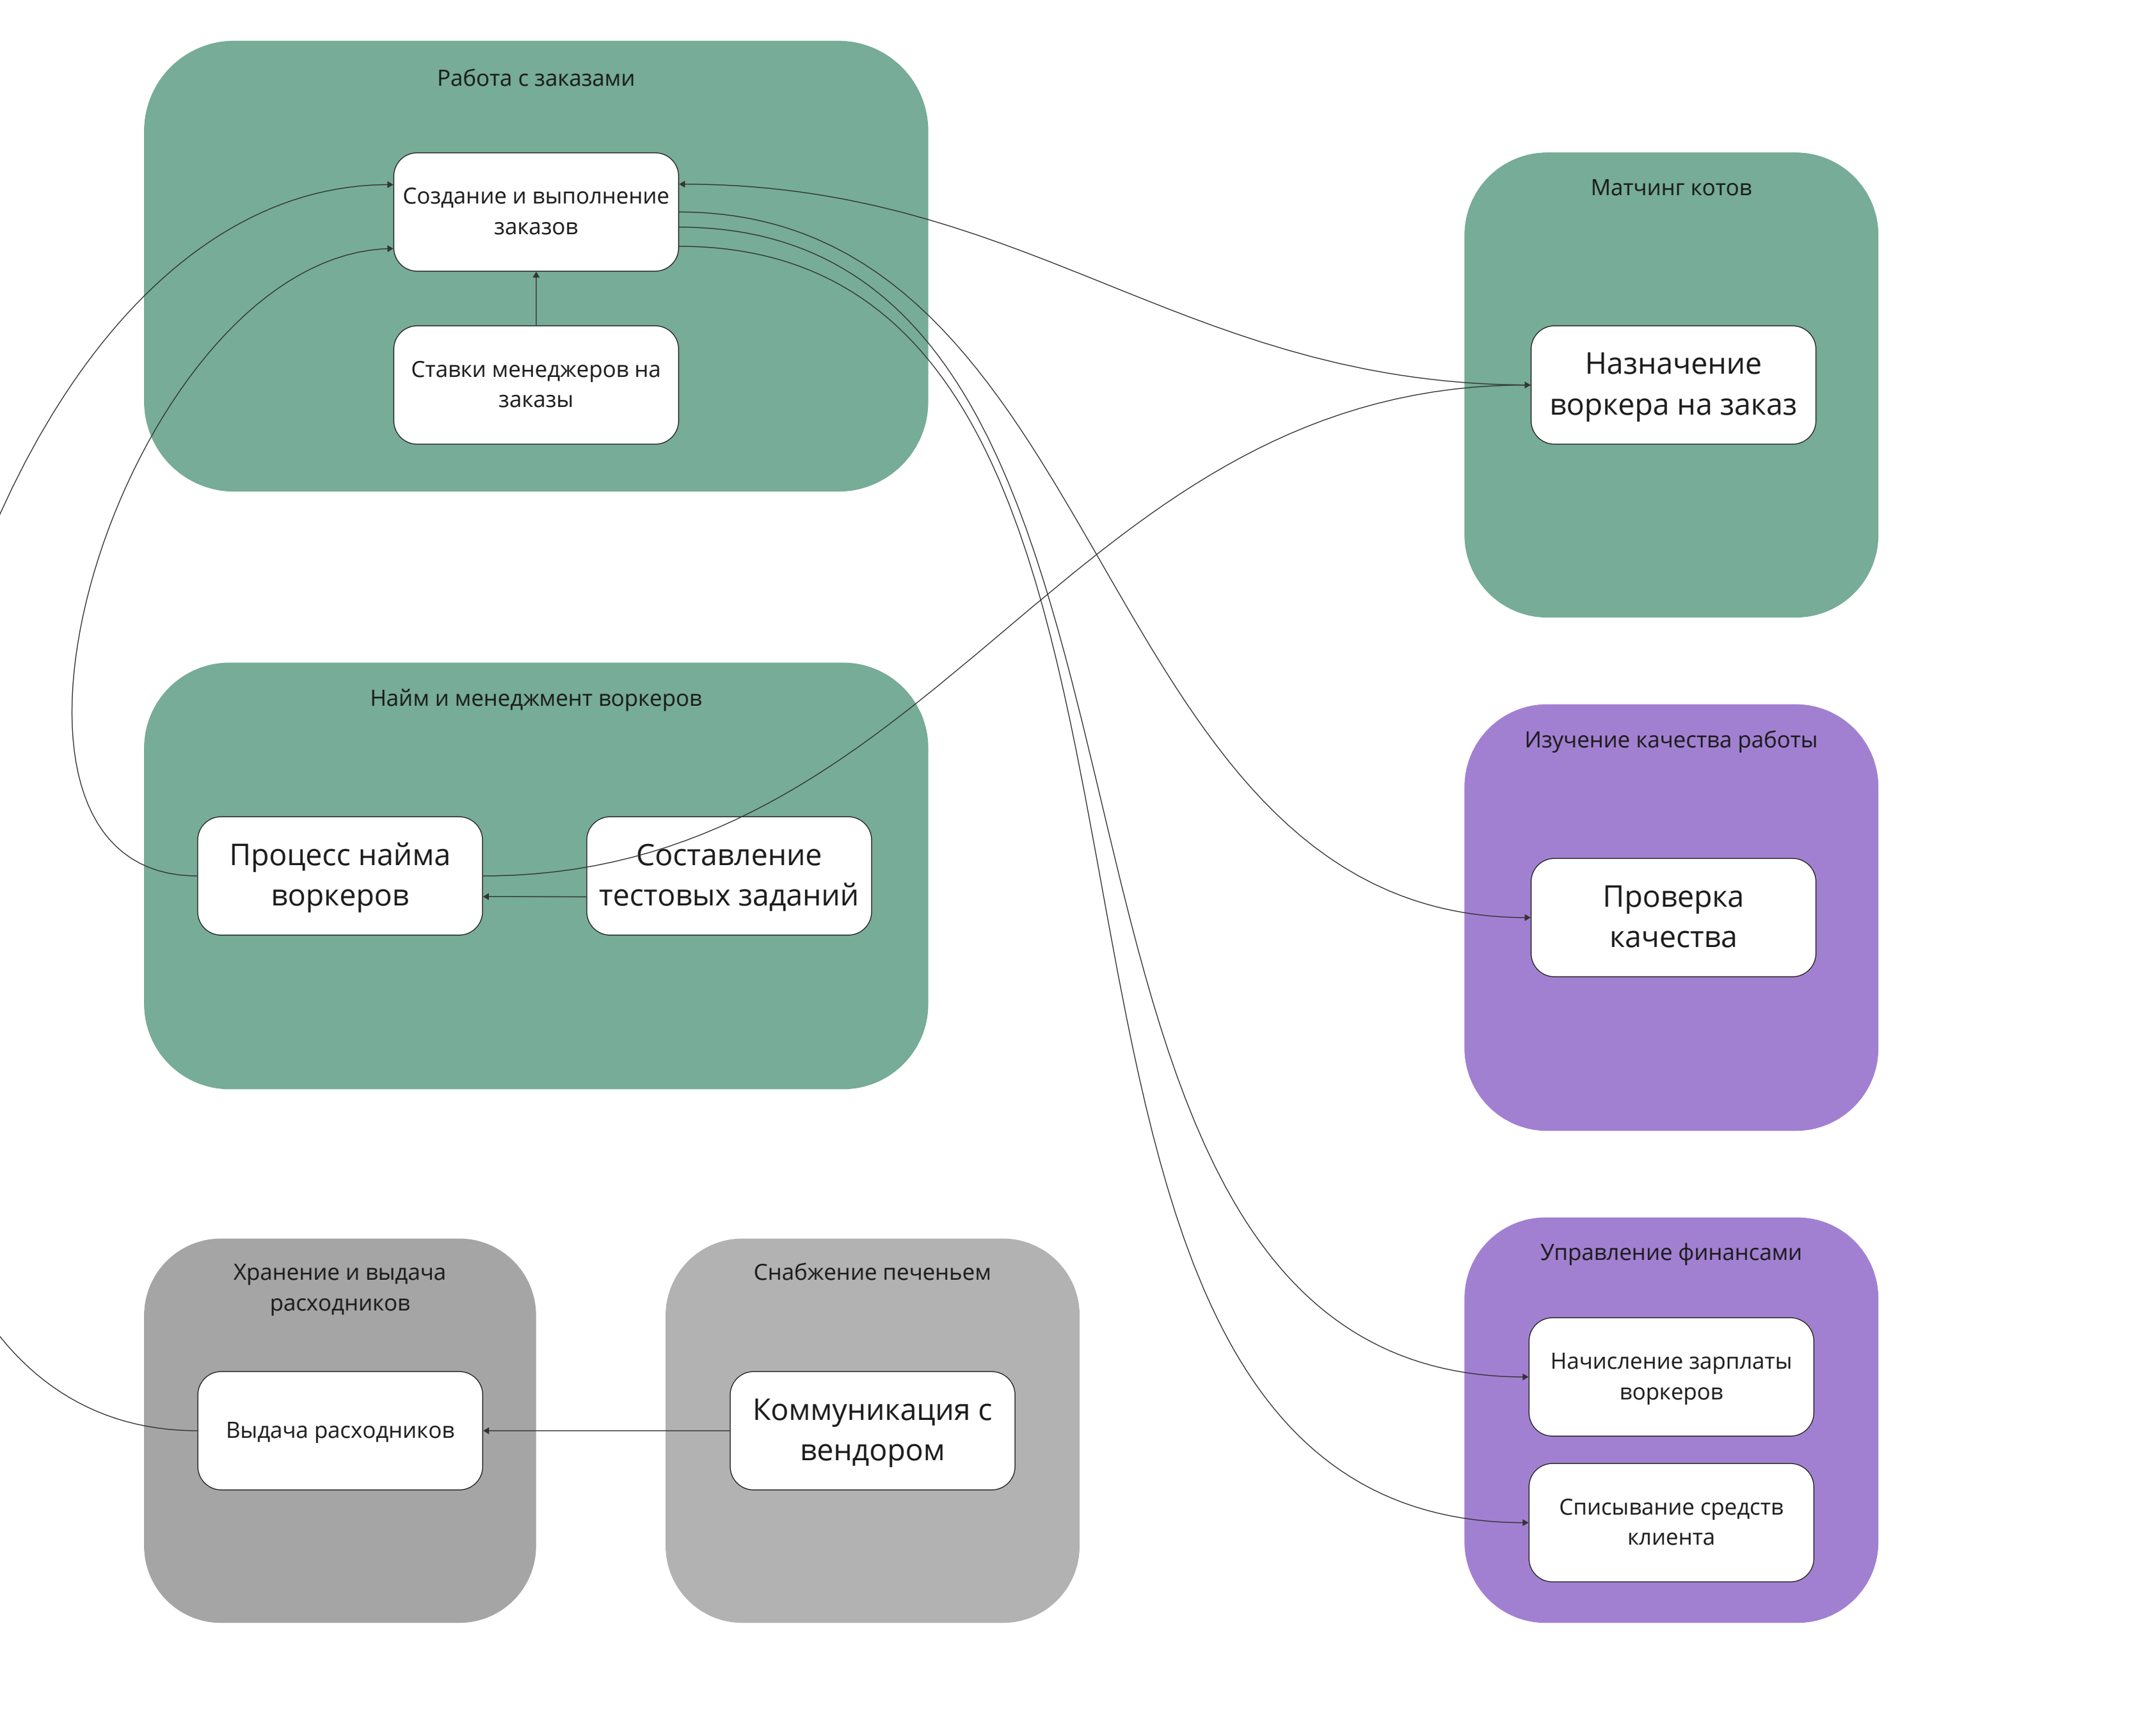 Работа с заказами
Создание и выполнение
заказов
Ставки менеджеров на
заказы
Матчинг котов
Назначение
воркера на заказ
Найм и менеджмент воркеров
Процесс найма
воркеров
Составление
тестовых заданий
Изучение качества работы
Проверка
качества
Хранение и выдача
расходников
Выдача расходников
Снабжение печеньем
Коммуникация с
вендором
Управление финансами
Начисление зарплаты
воркеров
Списывание средств
клиента